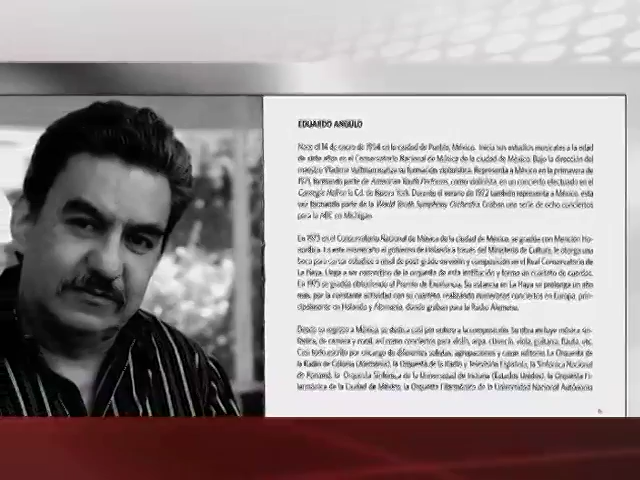 EDUARDO ANGULO
Nace el 14 de enero de 1954 en la ciudad de Puebla, México. Inicia sus estudios musicales a la edad
de siete años en el Conservatorio Nacional de Música de la ciudad de México. Bajo la dirección del
maestro Vladimir su formación violinística. Representa a México en la primavera de
1971, formando parte de American Youth Performs, como violinista, en un concierto efectuado en el
Carnegie Hall de la Cd. de Nueva York. Durante el verano de 1972 también representa a México, esta
vez formando parte de la World Youth Symphony Orchestra. Graban una serie de ocho conciertos
para la ABC en Michigan.
En 1973 en el Conservatorio Nacional de Música de la ciudad de México, se gradúa con Mención Ho-
norífica. En este mismo año el gobierno de Holanda a través del Ministerio de Cultura, le otorga una
beca para cursar estudios a nivel de post grado en violín y composición en el Real Conservatorio de
La Haya. Llega a ser concertino de la orquesta de esta institución y forma un cuarteto de cuerdas.
En 1975 se gradúa obteniendo el Premio de Excelencia. Su estancia en La Haya se prolonga un año
más, por la constante actividad con su cuarteto, realizando numerosos conciertos en Europa, prin-
cipalmente en Holanda y Alemania, donde graban para la Radio Alemana.
Desde su regreso a México, se dedica casi por entero a la composición. Su obra incluye música sin-
fónica, de cámara y coral, así como conciertos para violín, arpa, clavecín, viola, guitarra, flauta, etc.
Casi todo escrito por encargo de diferentes solistas, agrupaciones y casas editoras: La Orquesta de
la Radio de Colonia (Alemania), la Orquesta de la Radio y Televisión Española, la Sinfónica Nacional
de Panamá, la Orquesta Sinfónica de la Universidad de Indiana (Estados Unidos), la Orquesta Fi-
larmónica de la Ciudad de México, la Orquesta Filarmónica de la Universidad Nacional Autónoma